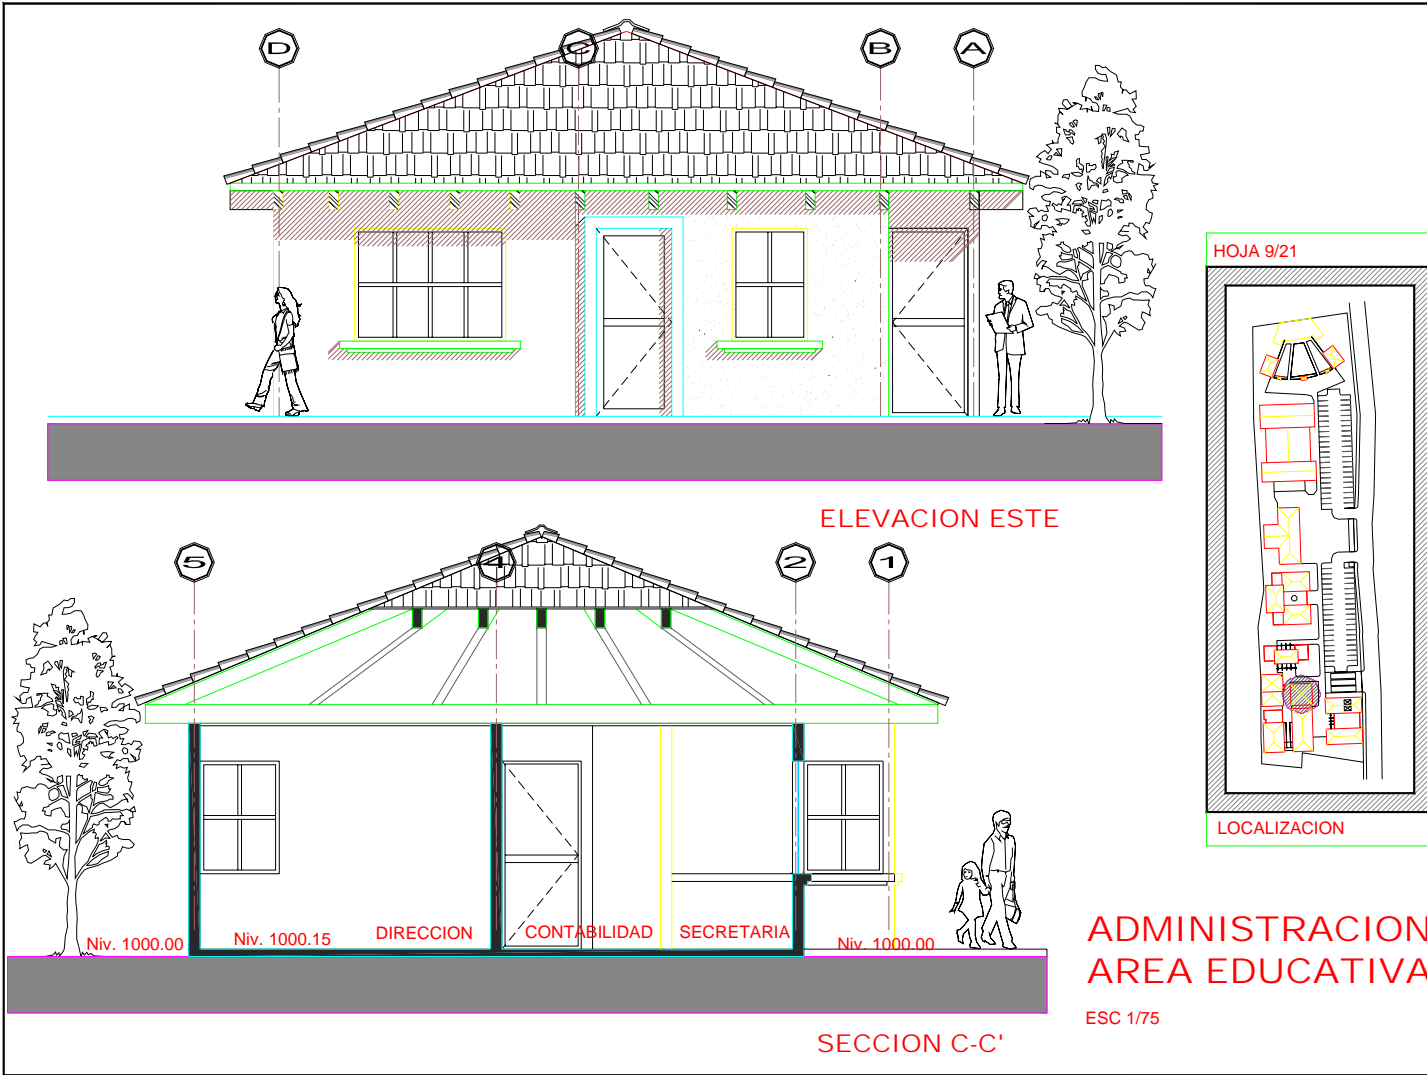 D C B A
HOJA 9/21
ELEVACION ESTE
5 4 2 1
LOCALIZACION
Niv. 1000.00 Niv. 1000.15 DIRECCION CONTABILIDAD SECRETARIA Niv. 1000.00
ADMINISTRACION
AREA EDUCATIVA
ESC 1/75
SECCION C-C'